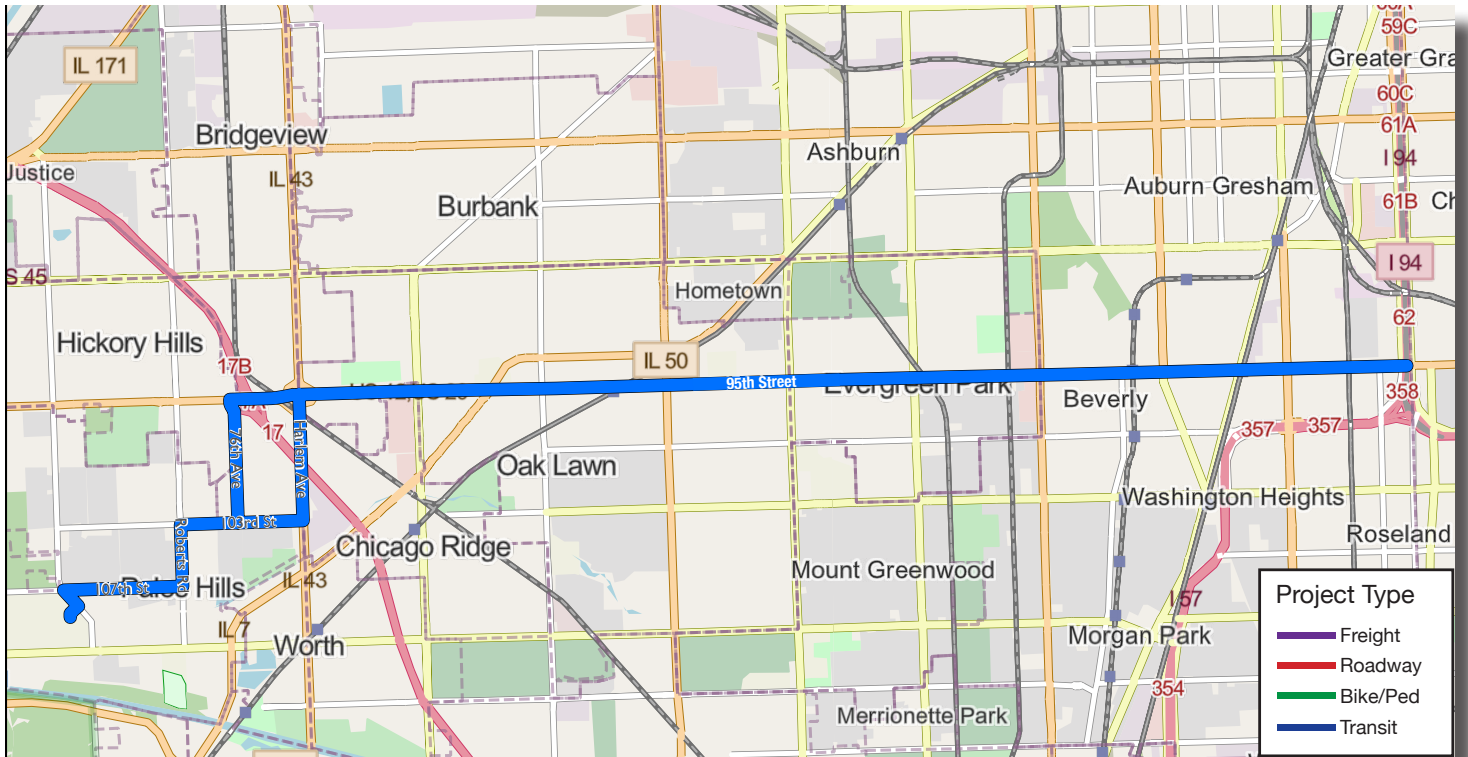 59C
Greater Gra
IL 171
60C
61A
Bridgeview
Ashburn
I 94
Justice
IL 43
Auburn Gresham
61B
Ch
Burbank
I 94
S 45
Hometown
62
Hickory Hills
17B
IL 50
95th Street
Evergreen Park
358
Beverly
357
357
17
76th Ave
Harlem Ave
Oak Lawn
Washington Heights
103rd St
Roberts Rd
Roseland
Chicago Ridge
Mount Greenwood
IL 43
107th St
Palos Hills
I 57
IL 7
Morgan Park
Worth
354
Merrionette Park
Project Type
Freight
Roadway
Bike/Ped
Transit